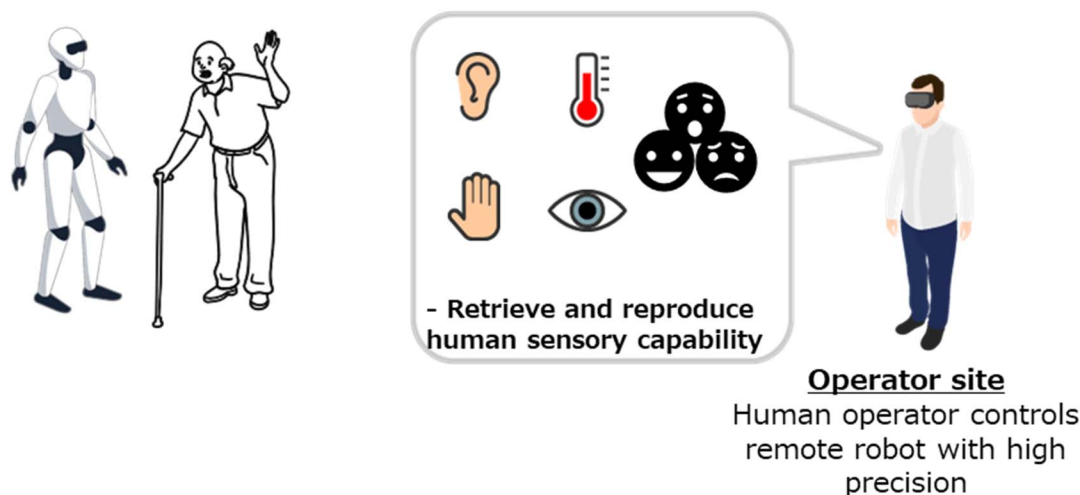 - Retrieve and reproduce
human sensory capability
Operator site
Human operator controls
remote robot with high
precision